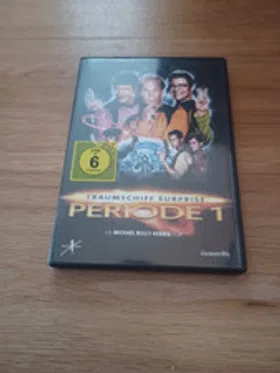 6
TRAUMSCHIFF SURPRISE
PERIODE 1
MICHAEL BULLY HERBIG